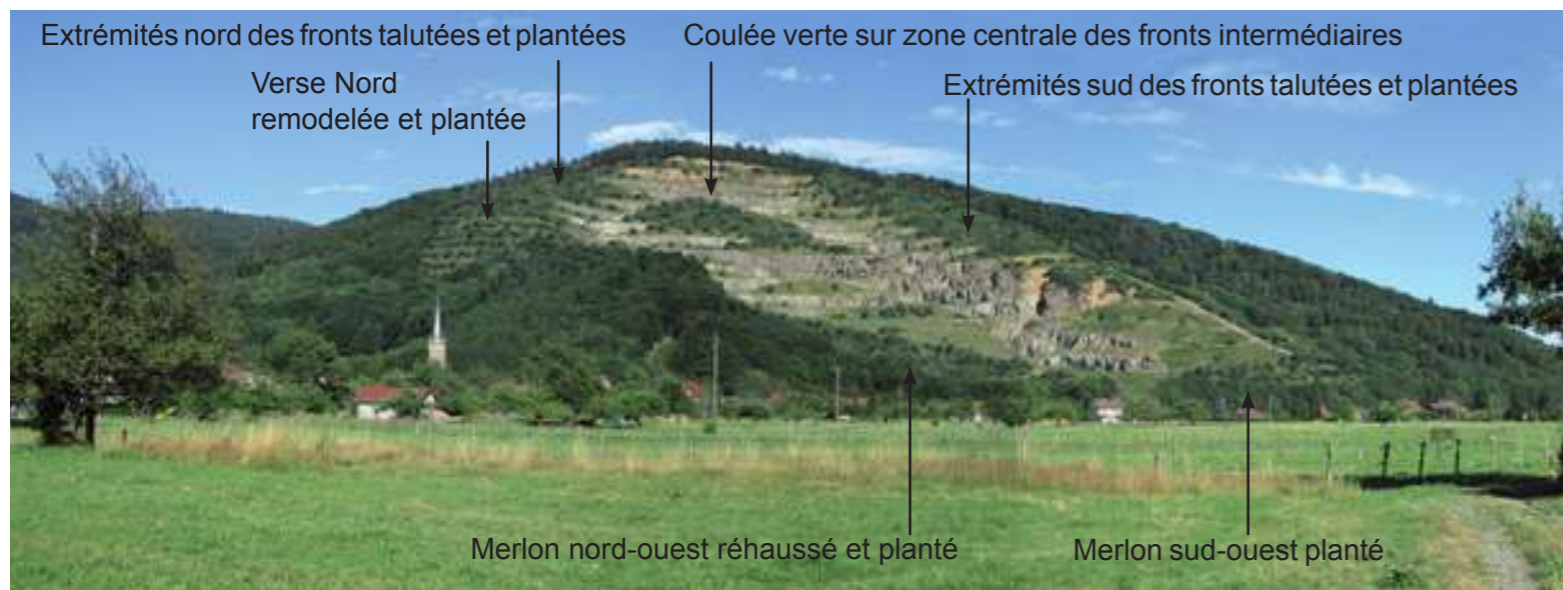 Extrémités nord des fronts talutées et plantées
Coulée verte sur zone centrale des fronts intermédiaires
Verse Nord
remodelée et plantée
Extrémités sud des fronts talutées et plantées
Merlon nord-ouest réhaussé et planté
Merlon sud-ouest planté